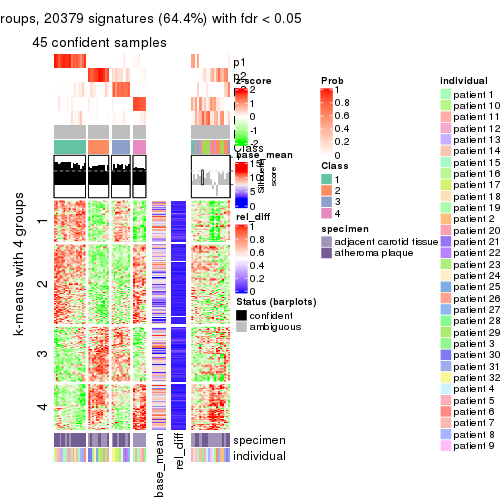 roups, 20379 signatures (64.4%) with fdr < 0.05
45 confident samples
p1
p2
z-score
2
1
0
-1
-2
Class
base_mean
15
10
5
0
Silhouette
score
rel_diff
1
0.8
0.6
0.4
0.2
0
Status (barplots)
confident
ambiguous
Prob
1
0.8
0.6
0.4
0.2
0
Class
1
2
3
4
specimen
adjacent carotid tissue
atheroma plaque
individual
patient 1
patient 10
patient 11
patient 12
patient 13
patient 14
patient 15
patient 16
patient 17
patient 18
patient 19
patient 2
patient 20
patient 21
patient 22
patient 23
patient 24
patient 25
patient 26
patient 27
patient 28
patient 29
patient 3
patient 30
patient 31
patient 32
patient 4
patient 5
patient 6
patient 7
patient 8
patient 9
k-means with 4 groups
1
2
3
4
specimen
individual
base_mean
rel_diff